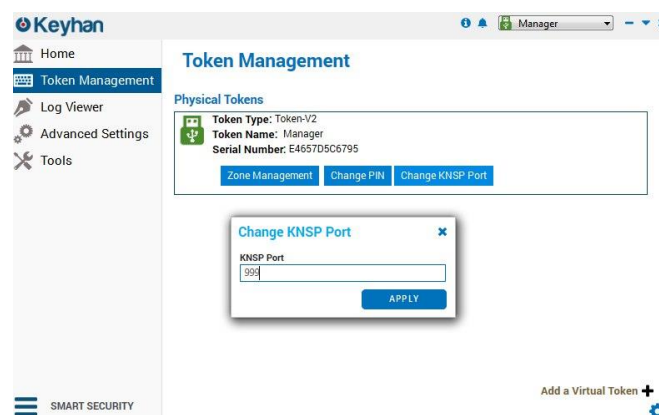 Keyhan
Manager
Home
Token Management
Log Viewer
Advanced Settings
Tools
SMART SECURITY
Token Management
Physical Tokens
Token Type: Token-V2
Token Name: Manager
Serial Number: E4657D5C6795
Zone Management
Change PIN
Change KNSP Port
Change KNSP Port
KNSP Port
999
APPLY
Add a Virtual Token